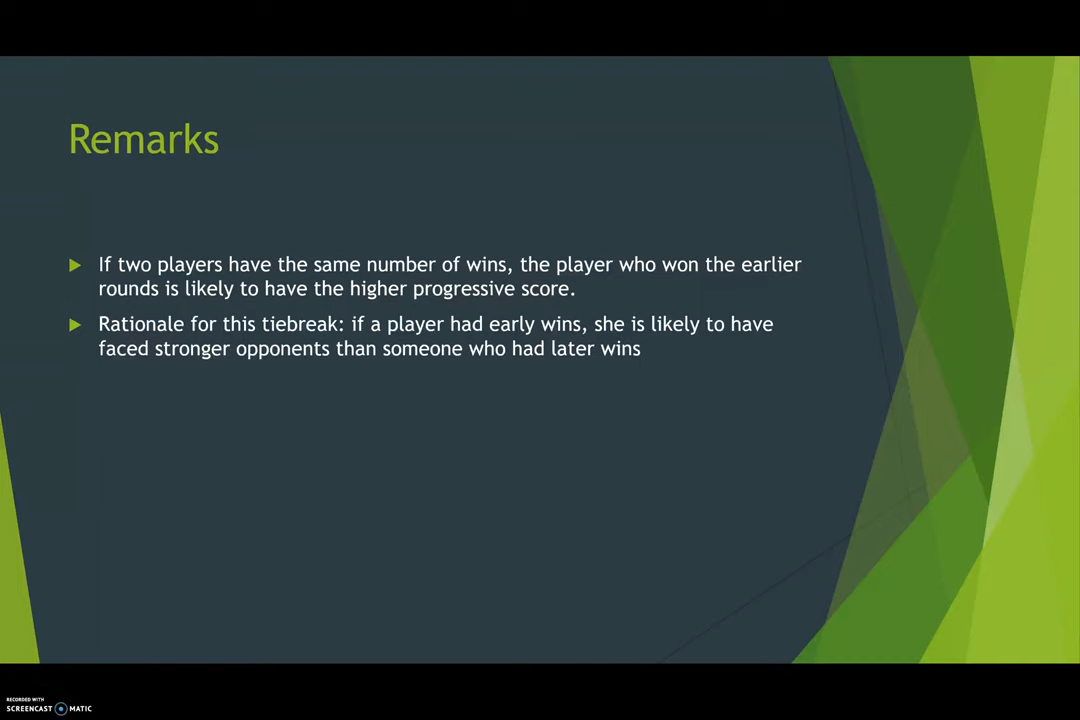 Remarks
If two players have the same number of wins, the player who won the earlier
rounds is likely to have the higher progressive score.
Rationale for this tiebreak: if a player had early wins, she is likely to have
faced stronger opponents than someone who had later wins
RECORDED WITH
SCREENCAST MATIC